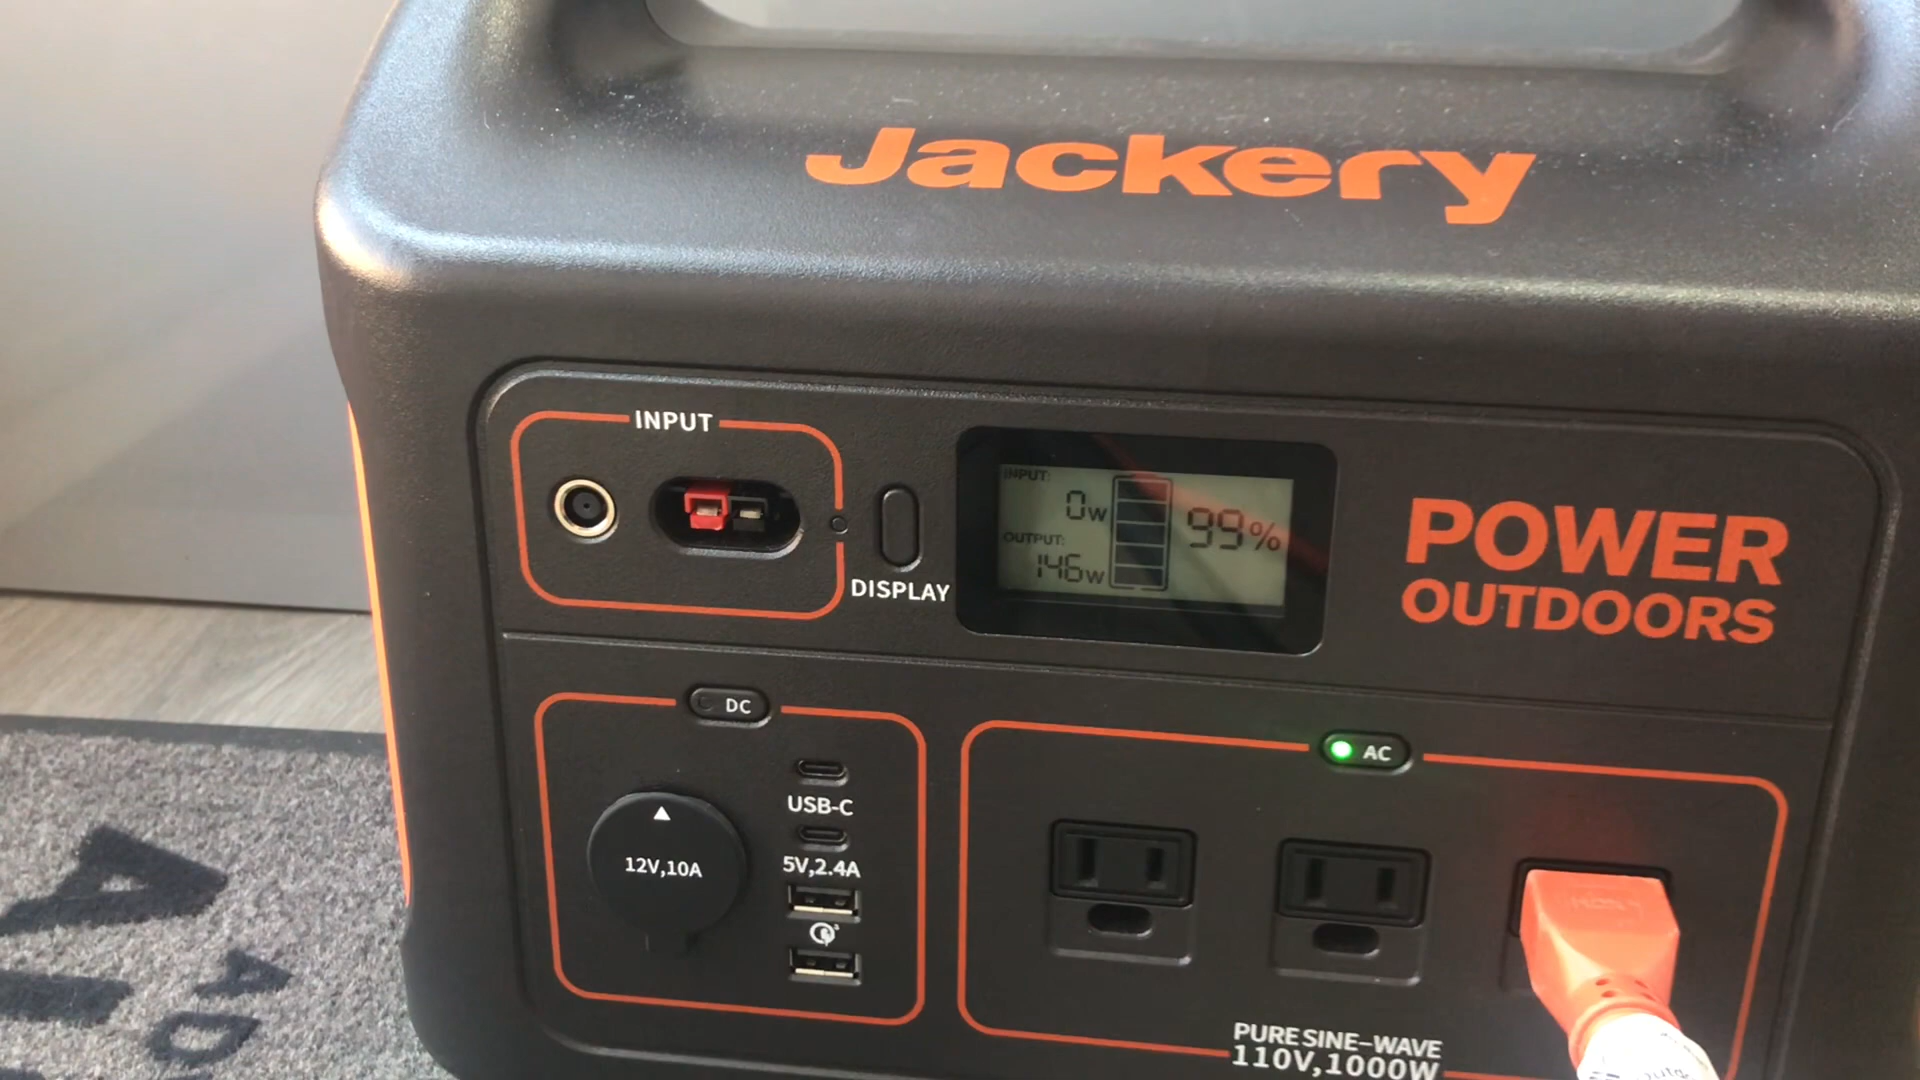 Jackery
INPUT
DISPLAY
INPUT:
0W
OUTPUT:
146W
99%
POWER
OUTDOORS
DC
12V,10A
USB-C
5V,2.4A
AC
PURE SINE-WAVE
110V,1000W